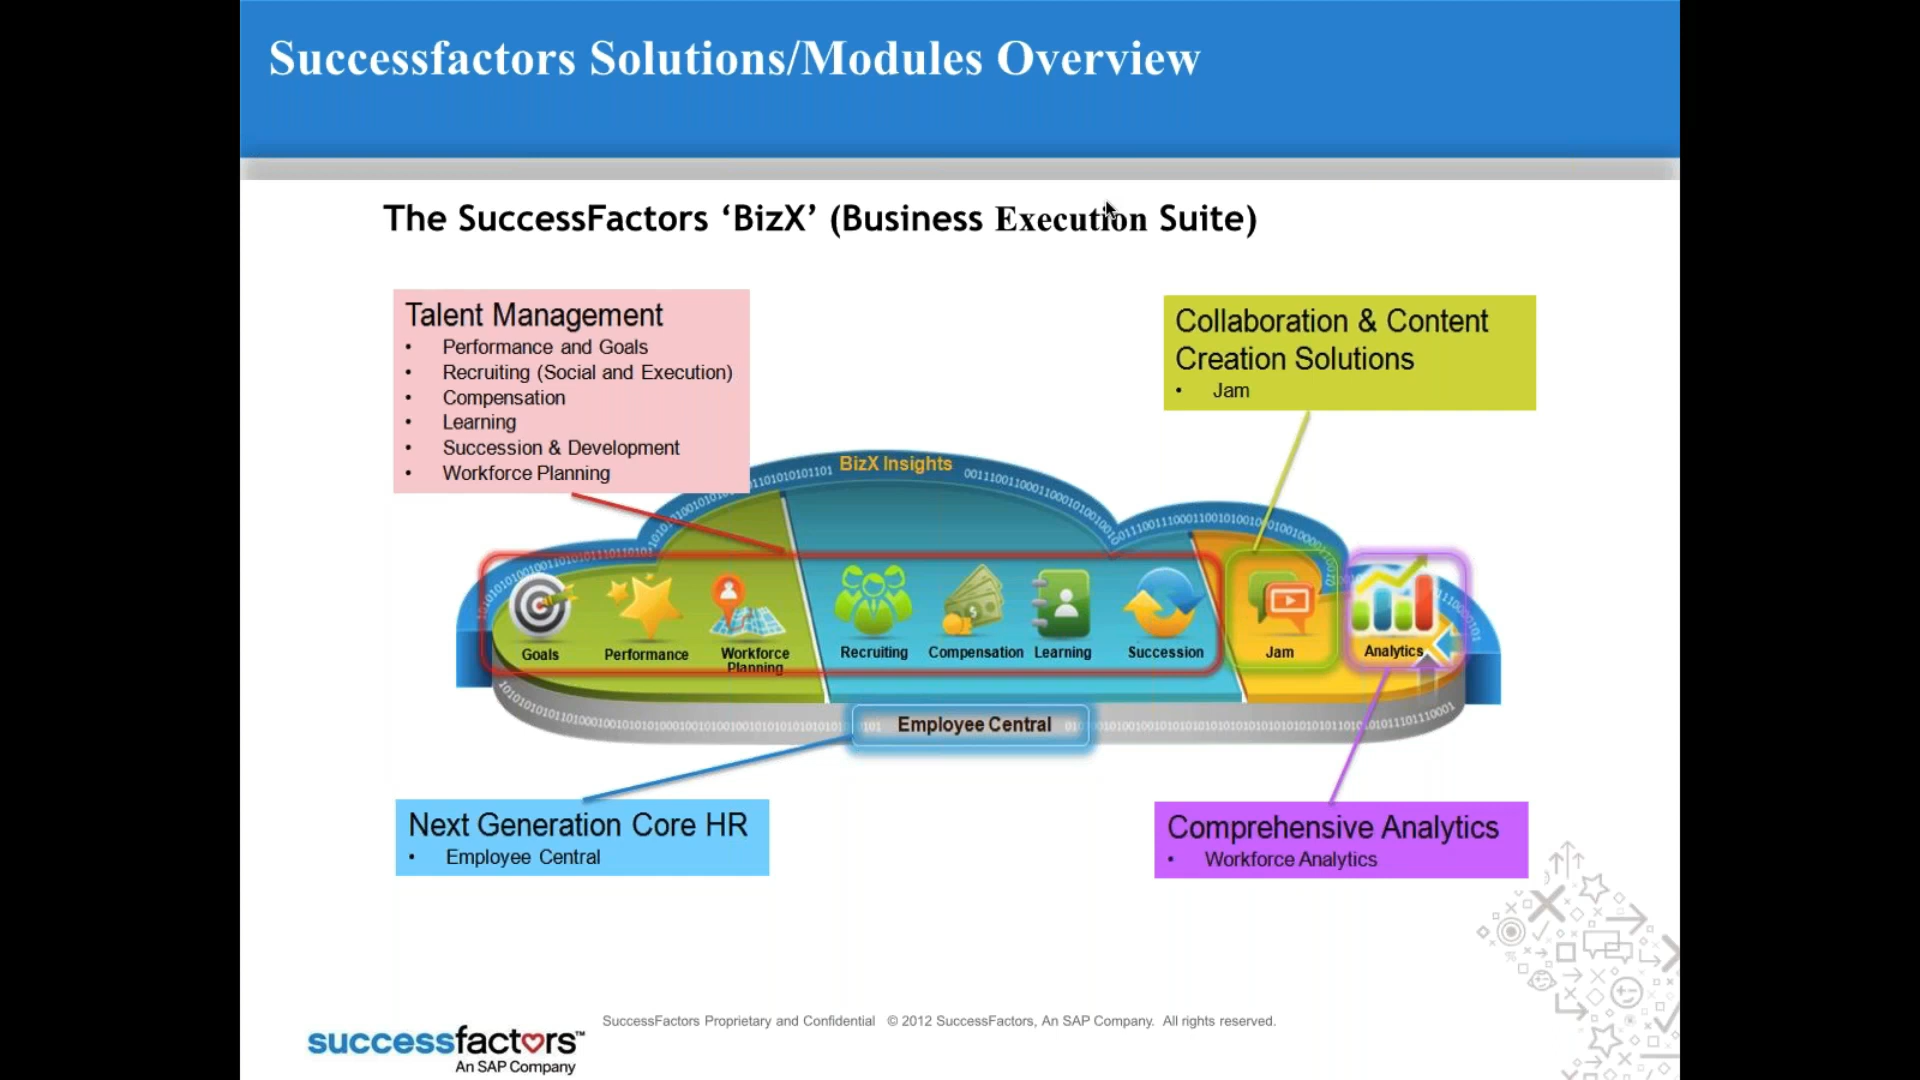 Successfactors Solutions/Modules Overview
The SuccessFactors ‘BizX’ (Business Execution Suite)
Talent Management
• Performance and Goals
• Recruiting (Social and Execution)
• Compensation
• Learning
• Succession & Development
• Workforce Planning
Collaboration & Content
Creation Solutions
• Jam
BizX Insights
Goals
Performance
Workforce
Planning
Recruiting
Compensation
Learning
Succession
Jam
Analytics
Employee Central
Next Generation Core HR
• Employee Central
Comprehensive Analytics
• Workforce Analytics
SuccessFactors Proprietary and Confidential © 2012 SuccessFactors, An SAP Company. All rights reserved.
successfactors™
An SAP Company